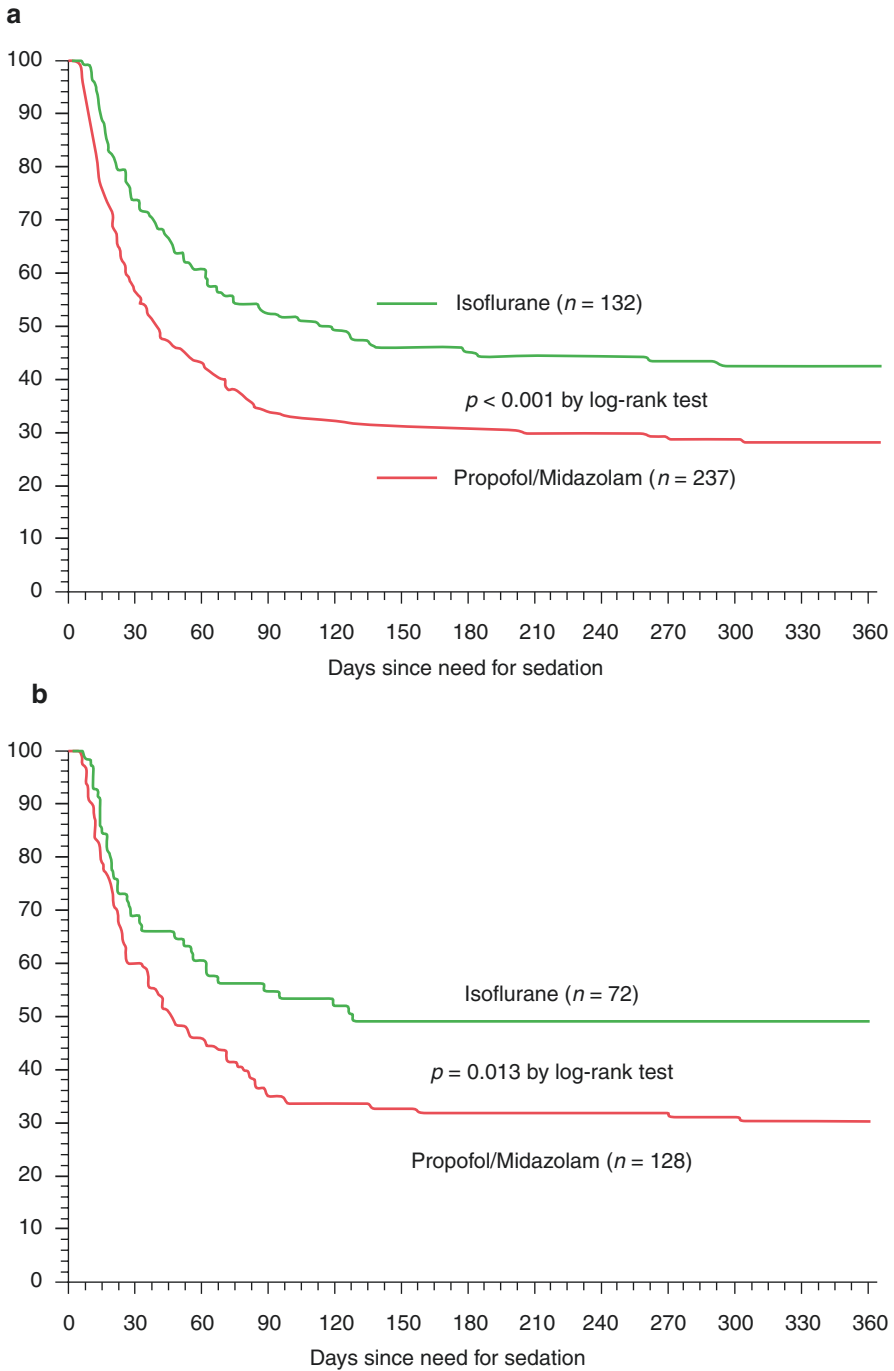 a
100
90
80
70
60
50
40
30
20
10
0
Isoflurane (n = 132)
p < 0.001 by log-rank test
Propofol/Midazolam (n = 237)
0 30 60 90 120 150 180 210 240 270 300 330 360
Days since need for sedation
b
100
90
80
70
60
50
40
30
20
10
0
Isoflurane (n = 72)
p = 0.013 by log-rank test
Propofol/Midazolam (n = 128)
0 30 60 90 120 150 180 210 240 270 300 330 360
Days since need for sedation